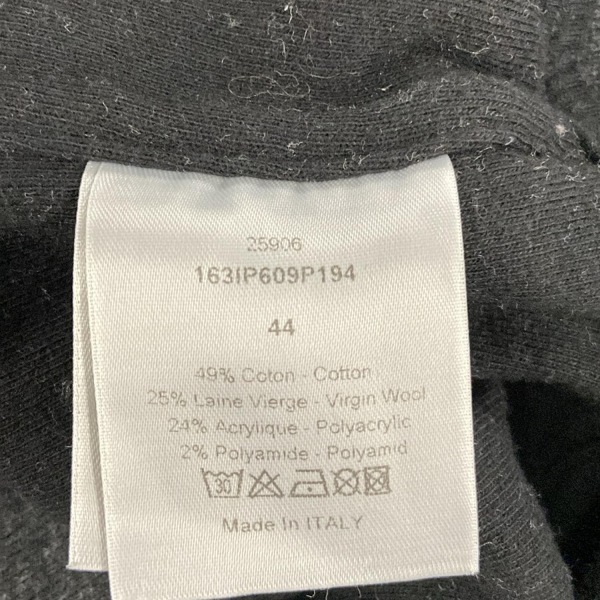 25906
163IP609P194
44
49% Coton - Cotton
25% Laine Vierge - Virgin Wool
24% Acrylique - Polyacrylic
2% Polyamide - Polyamid
30
Made In ITALY